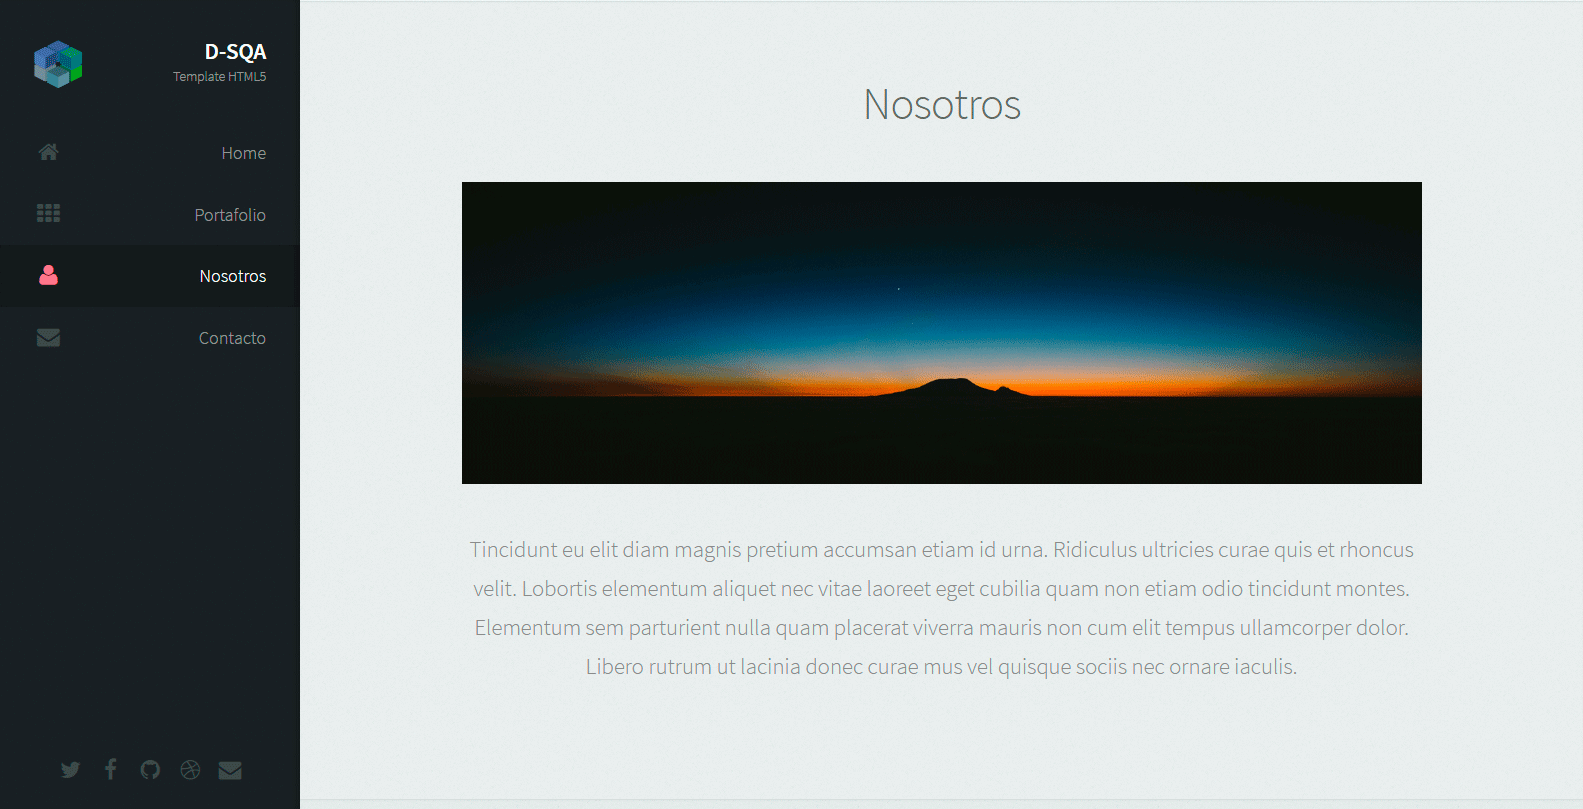 D-SQA
Template HTML5
Home
Portafolio
Nosotros
Contacto
Nosotros
Tincidunt eu elit diam magnis pretium accumsan etiam id urna. Ridiculus ultricies curae quis et rhoncus
velit. Lobortis elementum aliquet nec vitae laoreet eget cubilia quam non etiam odio tincidunt montes.
Elementum sem parturient nulla quam placerat viverra mauris non cum elit tempus ullamcorper dolor.
Libero rutrum ut lacinia donec curae mus vel quisque sociis nec ornare iaculis.